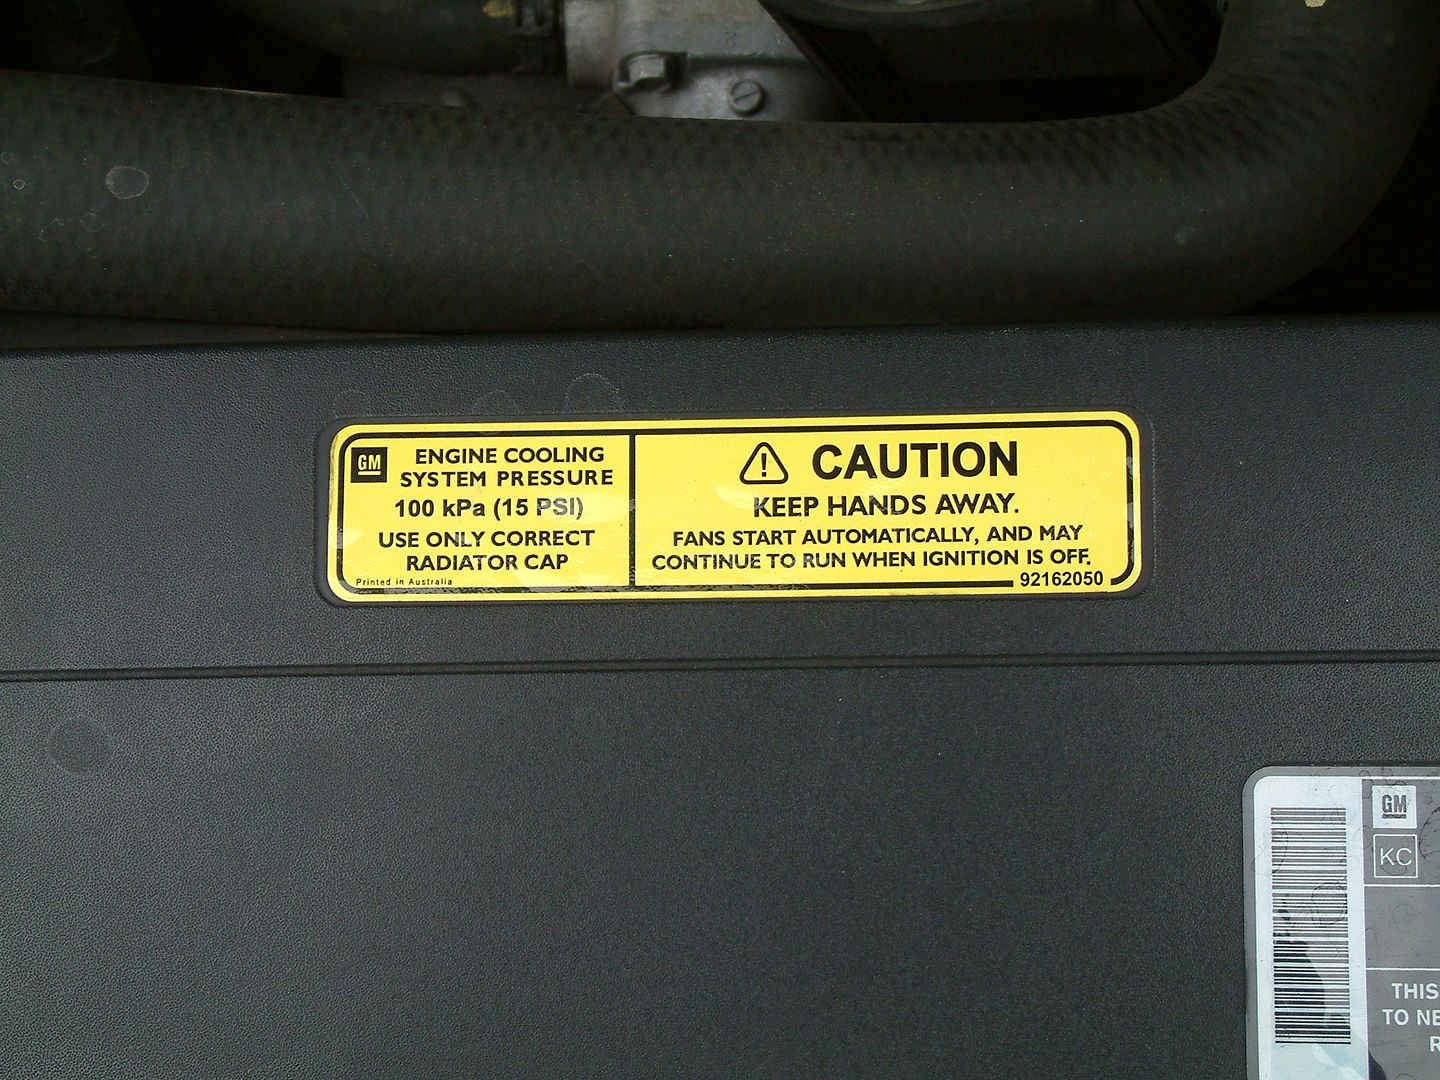 GM
ENGINE COOLING
SYSTEM PRESSURE
100 kPa (15 PSI)
USE ONLY CORRECT
RADIATOR CAP
Printed in Australia
CAUTION
KEEP HANDS AWAY.
FANS START AUTOMATICALLY, AND MAY
CONTINUE TO RUN WHEN IGNITION IS OFF.
92162050
GM
KC
THIS
TO NE
R